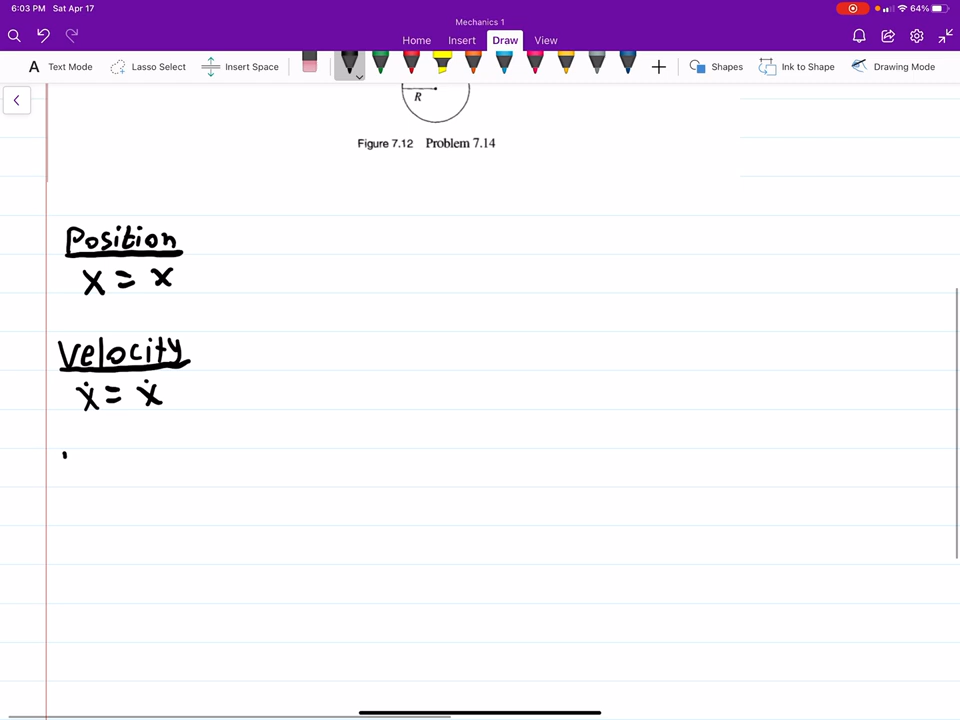 6:03 PM Sat Apr 17
64%
Mechanics 1
Home Insert Draw View
A Text Mode Lasso Select Insert Space Shapes Ink to Shape Drawing Mode
R
Figure 7.12 Problem 7.14
Position
x = x
Velocity
ẋ = ẋ